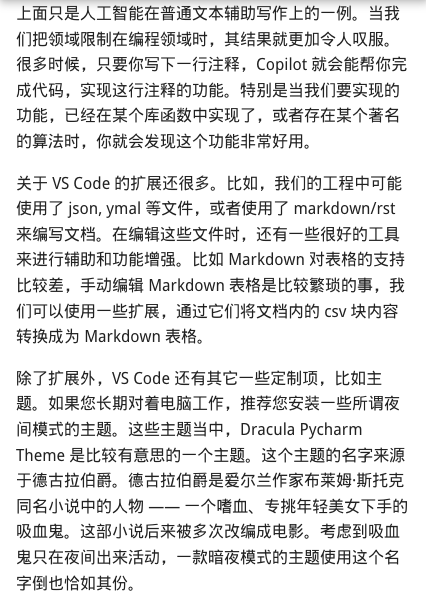 上面只是人工智能在普通文本辅助写作上的一例。当我
们把领域限制在编程领域时，其结果就更加令人叹服。
很多时候，只要你写下一行注释，Copilot 就会能帮你完
成代码，实现这行注释的功能。特别是当我们要实现的
功能，已经在某个库函数中实现了，或者存在某个著名
的算法时，你就会发现这个功能非常好用。
关于 VS Code 的扩展还很多。比如，我们的工程中可能
使用了 json, ymal 等文件，或者使用了 markdown/rst
来编写文档。在编辑这些文件时，还有一些很好的工具
来进行辅助和功能增强。比如 Markdown 对表格的支持
比较差，手动编辑 Markdown 表格是比较繁琐的事，我
们可以使用一些扩展，通过它们将文档内的 csv 块内容
转换成为 Markdown 表格。
除了扩展外，VS Code 还有其它一些定制项，比如主
题。如果您长期对着电脑工作，推荐您安装一些所谓夜
间模式的主题。这些主题当中，Dracula Pycharm
Theme 是比较有意思的一个主题。这个主题的名字来源
于德古拉伯爵。德古拉伯爵是爱尔兰作家布莱姆·斯托克
同名小说中的人物 —— 一个嗜血、专挑年轻美女下手的
吸血鬼。这部小说后来被多次改编成电影。考虑到吸血
鬼只在夜间出来活动，一款暗夜模式的主题使用这个名
字倒也恰如其份。